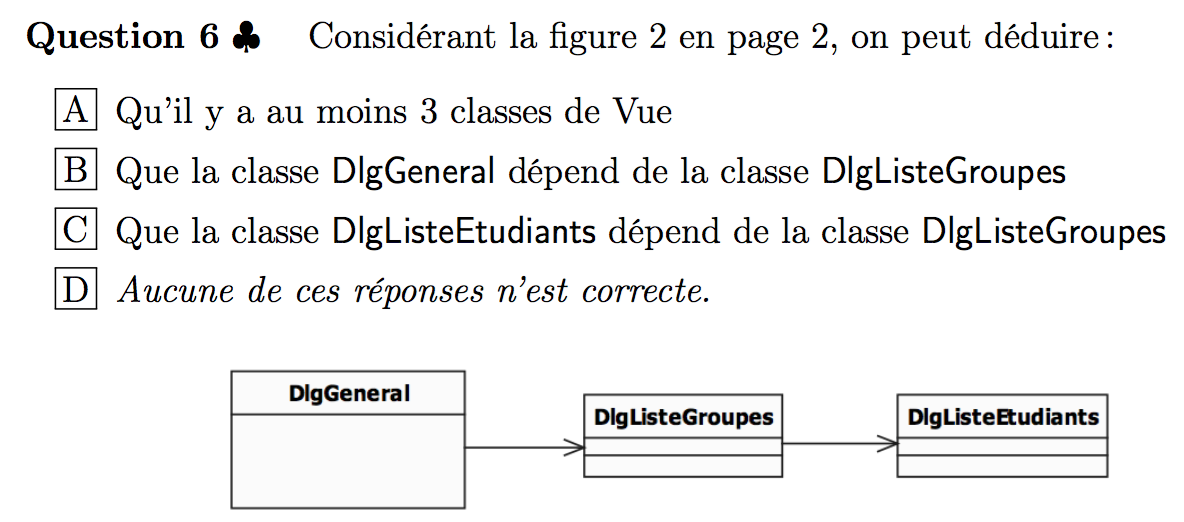 Question 6 ♣ Considérant la figure 2 en page 2, on peut déduire :
A Qu'il y a au moins 3 classes de Vue
B Que la classe DlgGeneral dépend de la classe DlgListeGroupes
C Que la classe DlgListeEtudiants dépend de la classe DlgListeGroupes
D Aucune de ces réponses n'est correcte.
DlgGeneral
DlgListeGroupes
DlgListeEtudiants